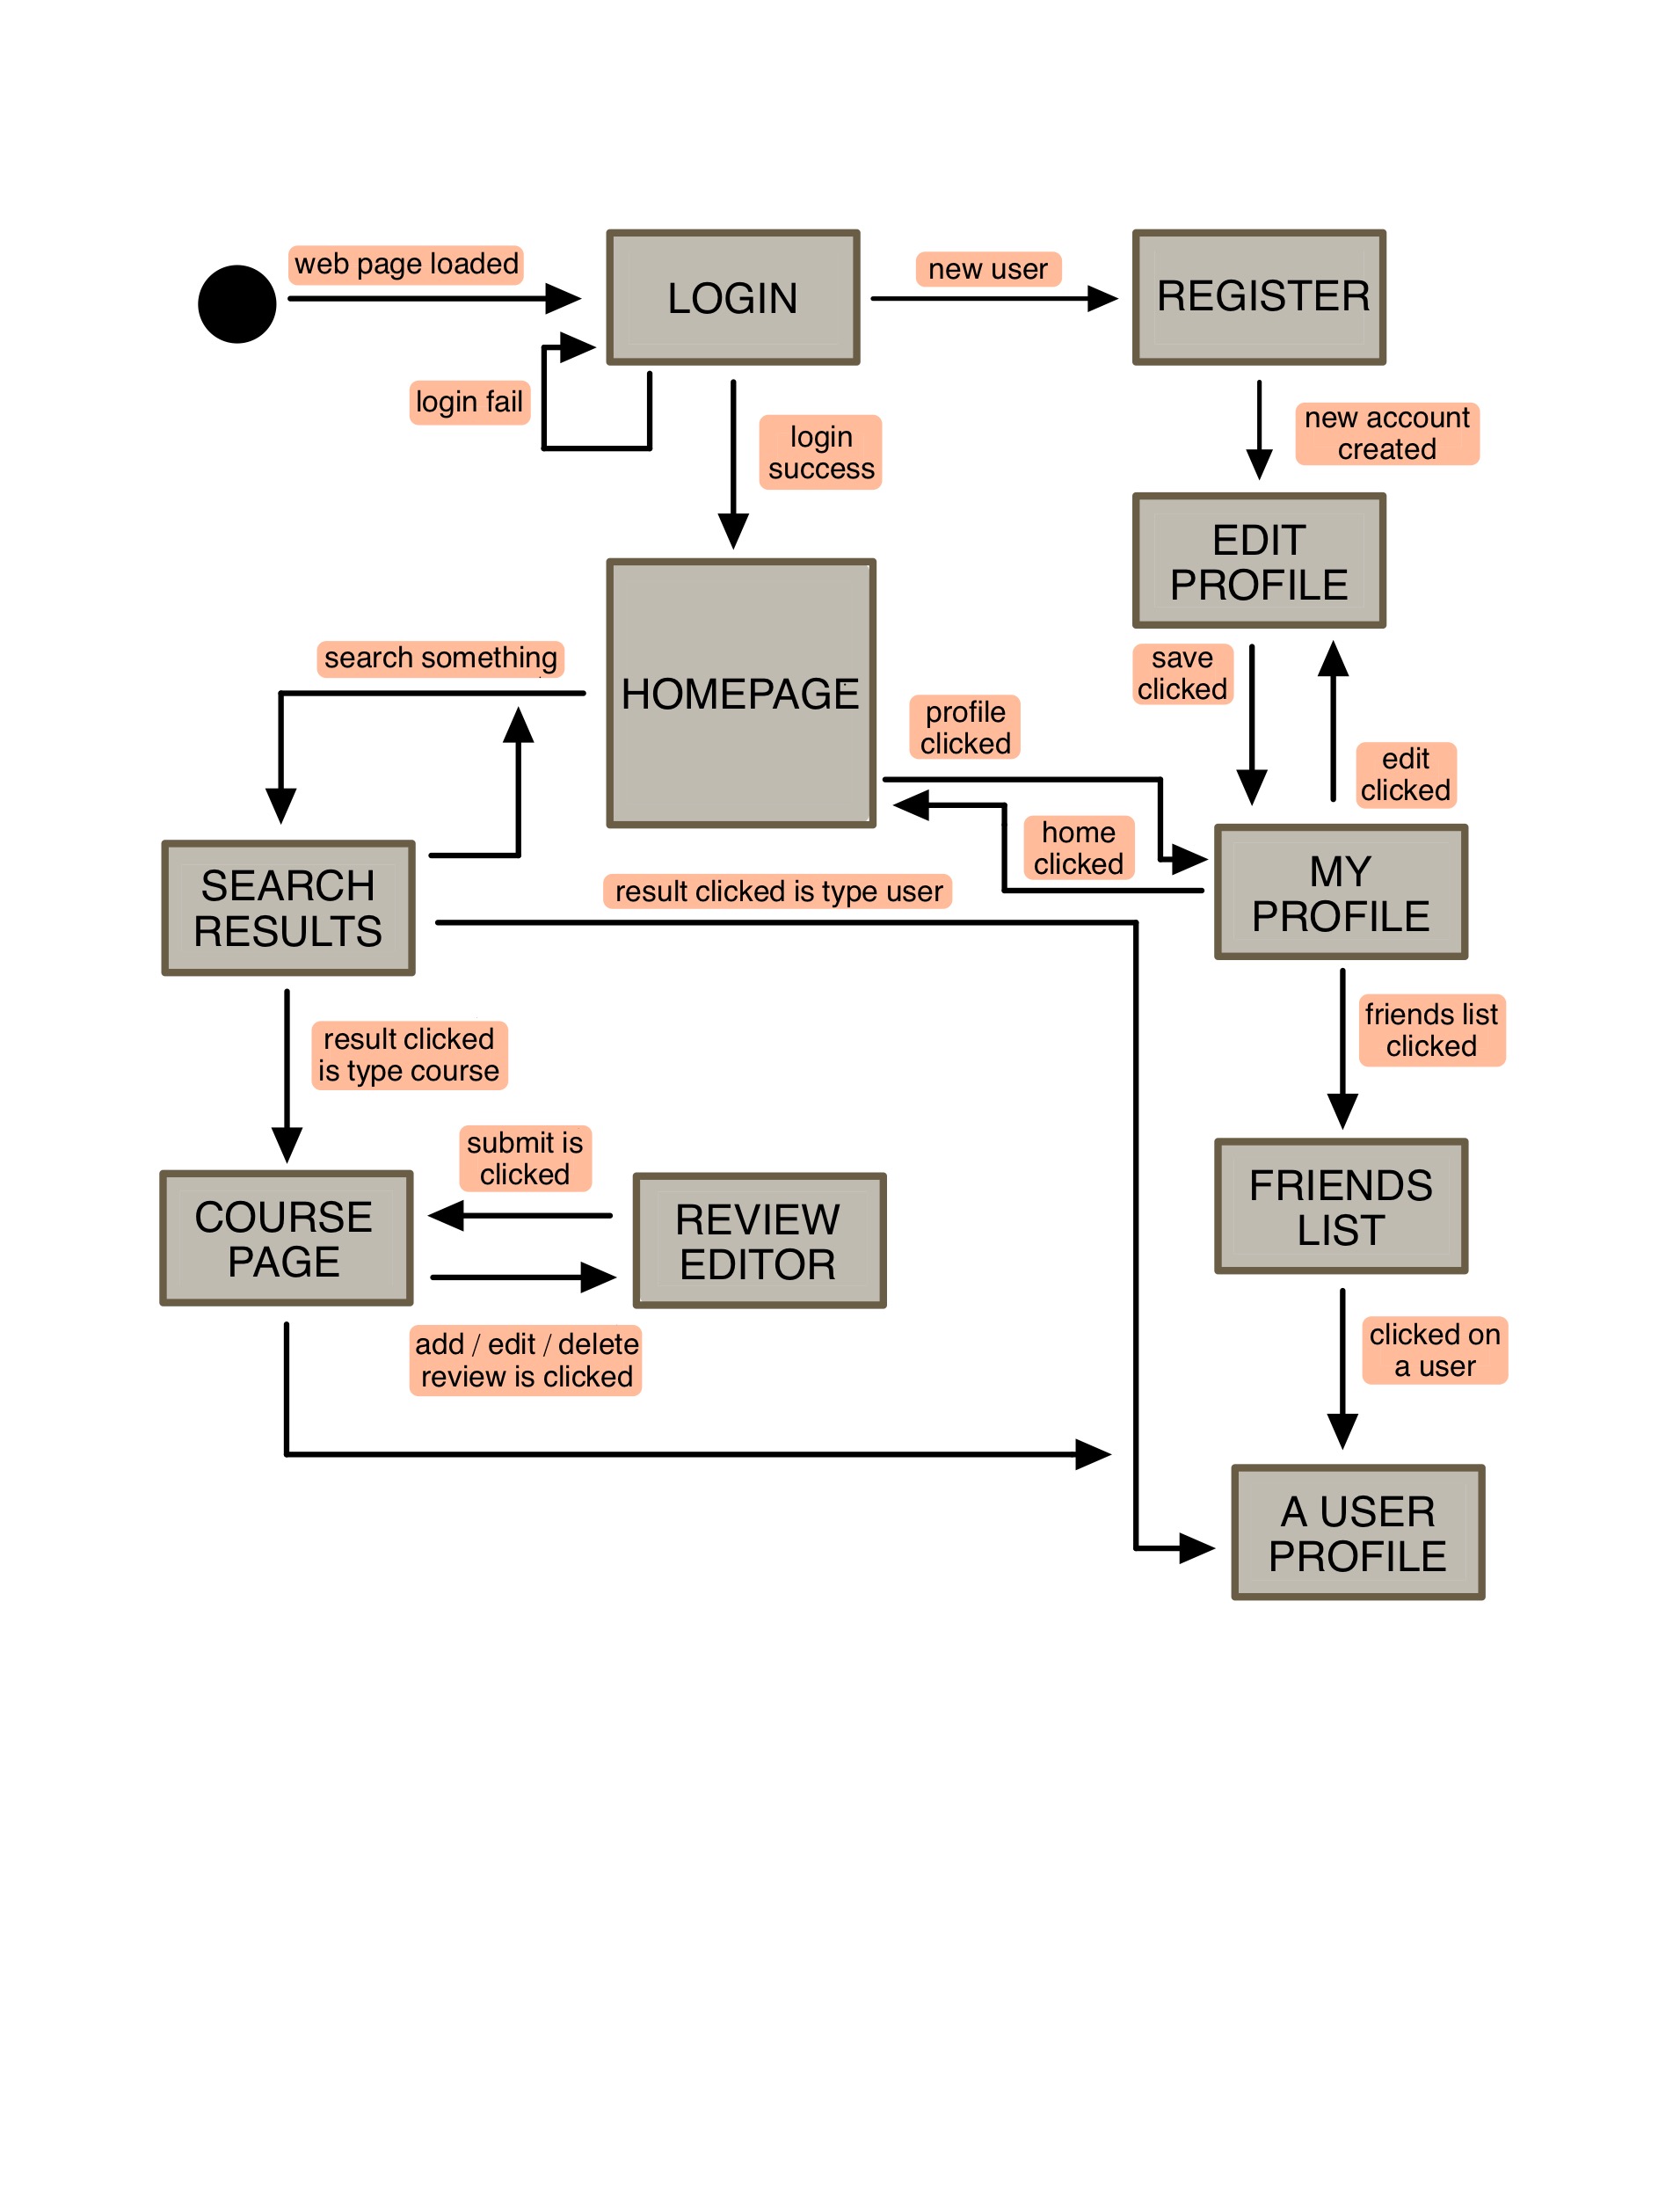 web page loaded
LOGIN
new user
REGISTER
login fail
login
success
new account
created
EDIT
PROFILE
search something
HOMEPAGE
save
clicked
profile
clicked
edit
clicked
home
clicked
SEARCH
RESULTS
result clicked is type user
MY
PROFILE
result clicked
is type course
friends list
clicked
submit is
clicked
COURSE
PAGE
REVIEW
EDITOR
FRIENDS
LIST
add / edit / delete
review is clicked
clicked on
a user
A USER
PROFILE